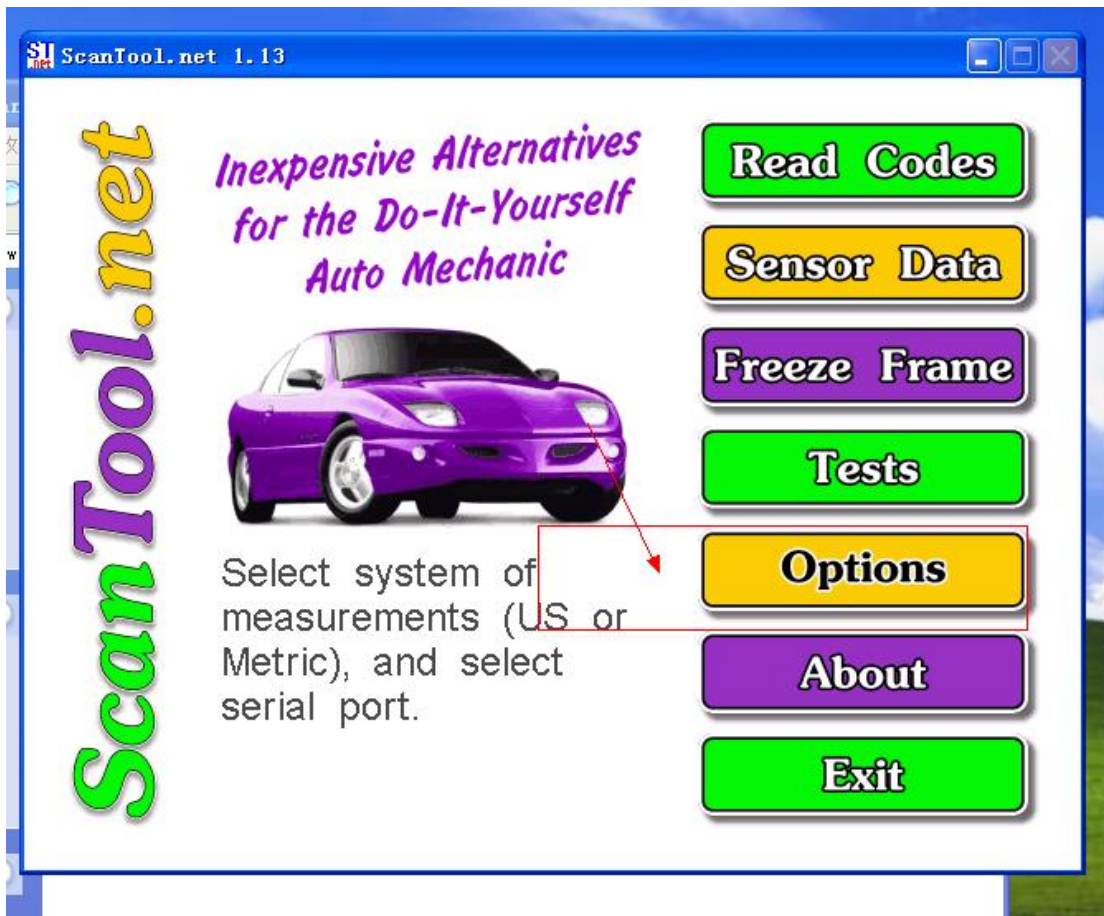 ScanTool.net 1.13
ScanTool.net
Inexpensive Alternatives
for the Do-It-Yourself
Auto Mechanic
Select system of
measurements (US or
Metric), and select
serial port.
Read Codes
Sensor Data
Freeze Frame
Tests
Options
About
Exit